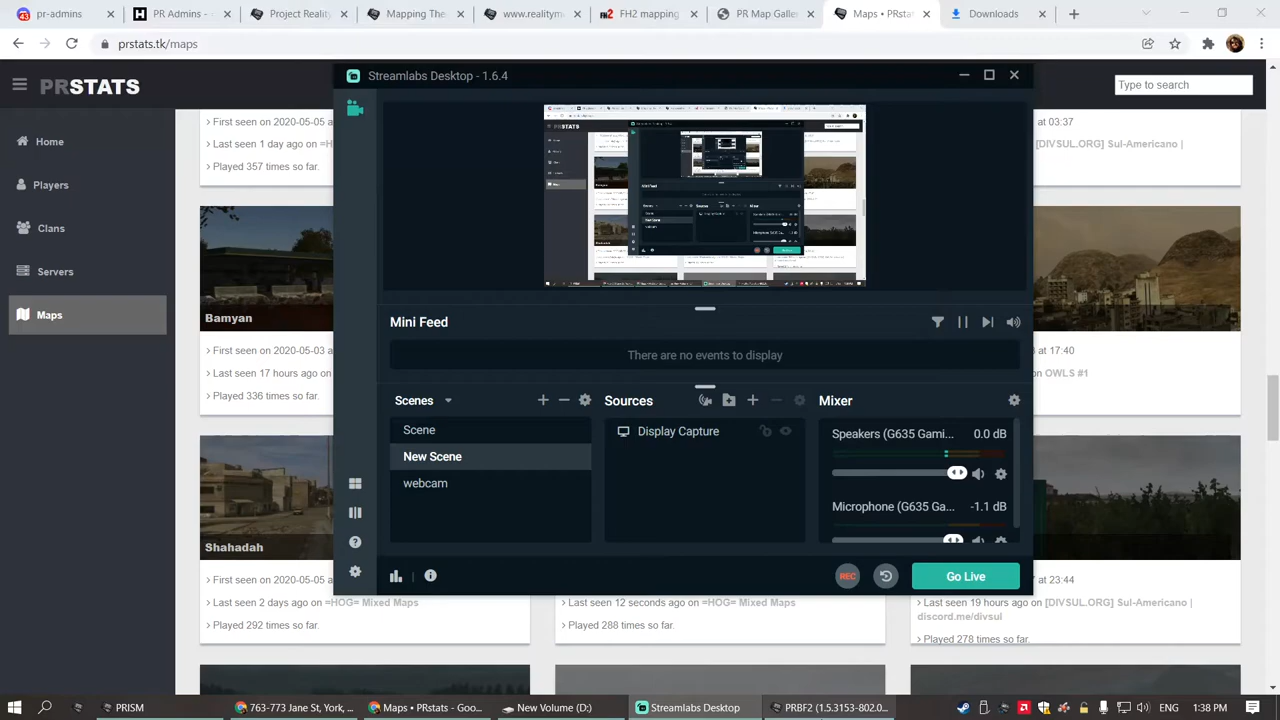 43
pr-adminis
PR Admins
Project Reality
Mapping The
www.realitym
FH2 mapping
PR Map Galle
Maps • PRst
Downloads
prstats.tk/maps
PRSTATS
Type to search
Home
Players
Servers
Maps
> First seen on 2020-05-05 a
> Last seen 1 day ago on =H
> Played 357 times so far.
at 03:37
[DIVSUL.ORG] Sul-Americano |
Bamyan
> First seen on 2020-05-03 a
> Last seen 17 hours ago on
> Played 336 times so far.
at 17:40
on OWLS #1
Shahadah
> First seen on 2020-05-05 a
> Last seen 2 days ago on =HOG= Mixed Maps
> Played 292 times so far.
> Last seen 12 seconds ago on =HOG= Mixed Maps
> Played 288 times so far.
at 23:44
> Last seen 19 hours ago on [DIVSUL.ORG] Sul-Americano |
discord.me/divsul
> Played 278 times so far.
Streamlabs Desktop - 1.6.4
Mini Feed
There are no events to display
Scenes
Sources
Mixer
Scene
New Scene
webcam
Display Capture
Speakers (G635 Gami...
0.0 dB
Microphone (G635 Ga...
-1.1 dB
REC
Go Live
PRISM
763-773 Jane St, York, ...
Maps • PRstats - Goo...
New Volume (D:)
Streamlabs Desktop
PRBF2 (1.5.3153-802.0...
ENG
1:38 PM